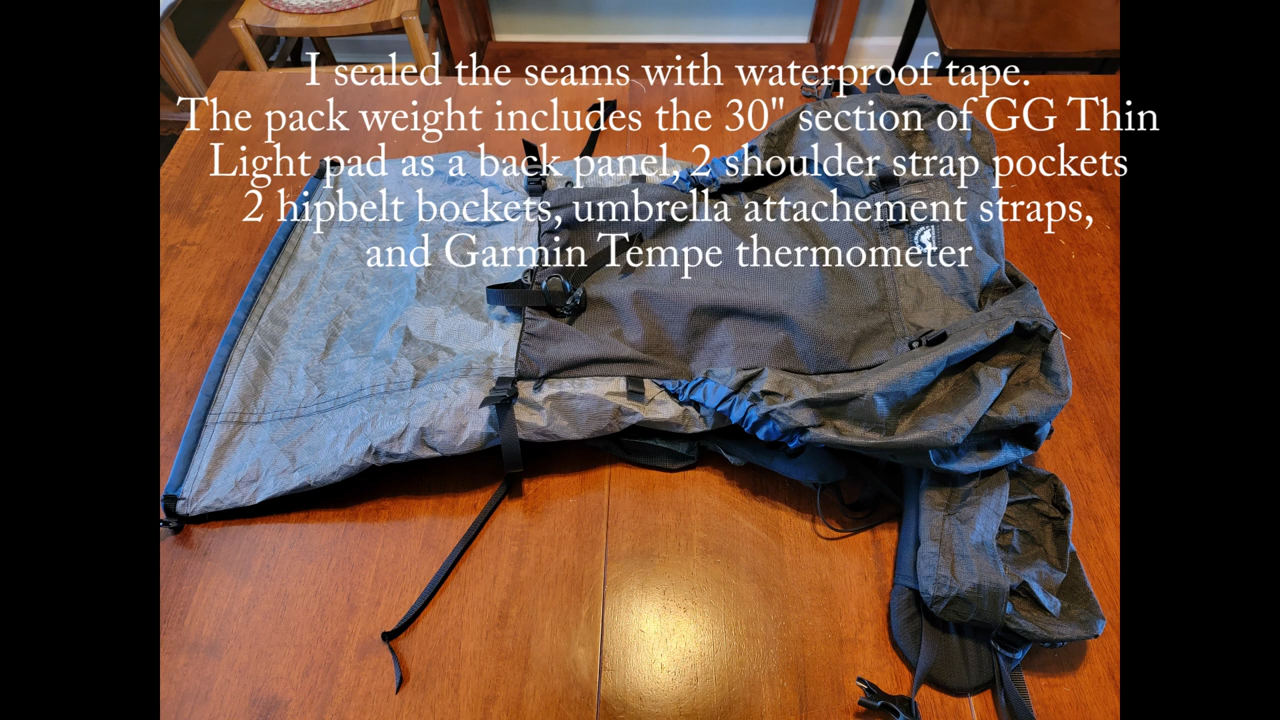 I sealed the seams with waterproof tape.
The pack weight includes the 30" section of GG Thin
Light pad as a back panel, 2 shoulder strap pockets
2 hipbelt bockets, umbrella attachement straps,
and Garmin Tempe thermometer